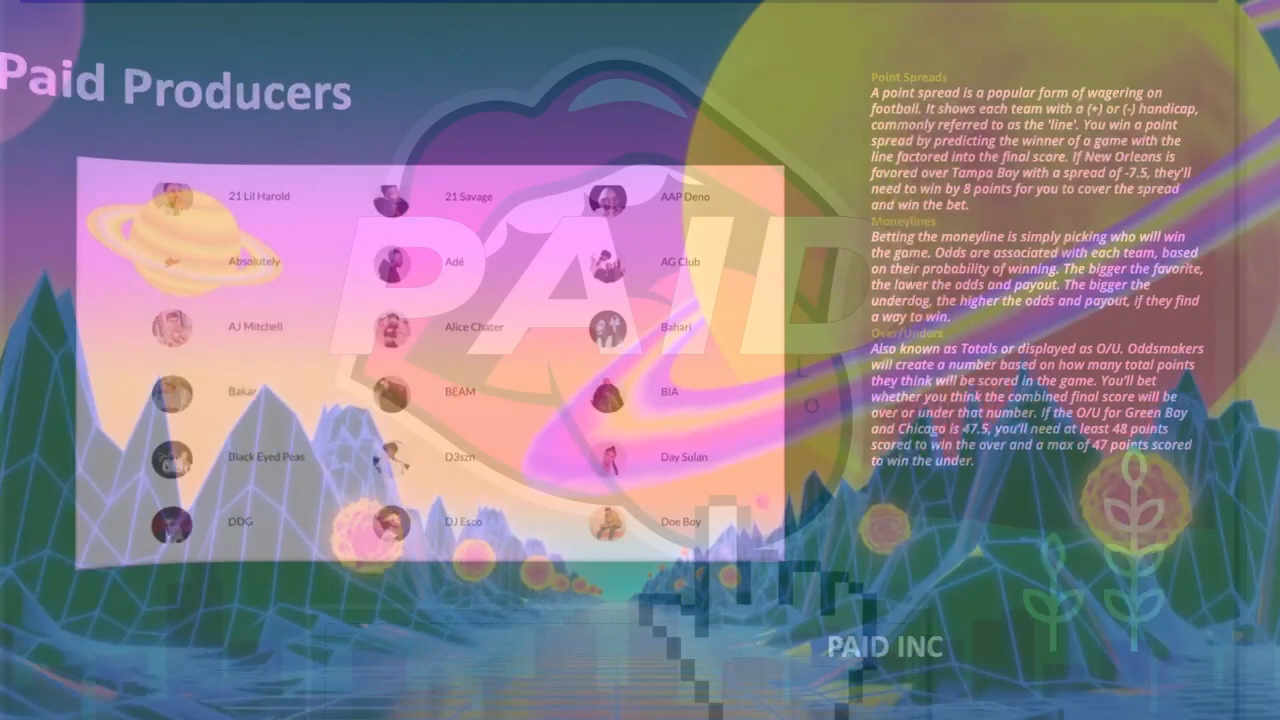 Paid Producers
21 Lil Harold
21 Savage
AAP Deno
Absolutely
Adé
AG Club
AJ Mitchell
Alice Chater
Bahari
Bakar
BEAM
BIA
Black Eyed Peas
D3szn
Day Sulan
DDG
DJ Esco
Doe Boy
PAID
L
O
Point Spreads
A point spread is a popular form of wagering on
football. It shows each team with a (+) or (-) handicap,
commonly referred to as the 'line'. You win a point
spread by predicting the winner of a game with the
line factored into the final score. If New Orleans is
favored over Tampa Bay with a spread of -7.5, they'll
need to win by 8 points for you to cover the spread
and win the bet.
Moneylines
Betting the moneyline is simply picking who will win
the game. Odds are associated with each team, based
on their probability of winning. The bigger the favorite,
the lower the odds and payout. The bigger the
underdog, the higher the odds and payout, if they find
a way to win.
Over/Unders
Also known as Totals or displayed as O/U. Oddsmakers
will create a number based on how many total points
they think will be scored in the game. You'll bet
whether you think the combined final score will be
over or under that number. If the O/U for Green Bay
and Chicago is 47.5, you'll need at least 48 points
scored to win the over and a max of 47 points scored
to win the under.
PAID INC